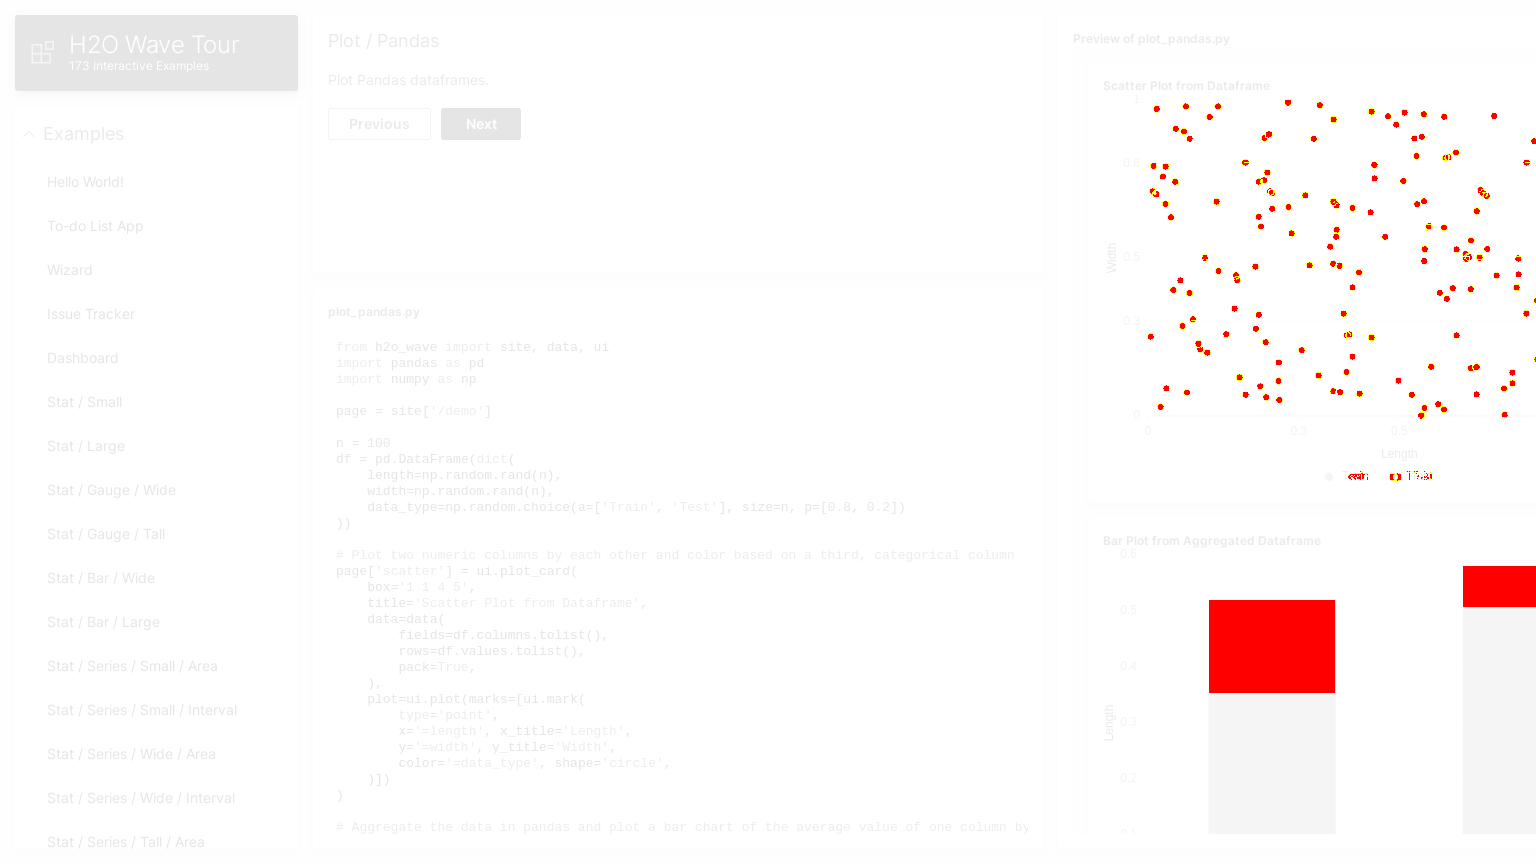 H2O Wave Tour
173 Interactive Examples
Examples
Hello World!
To-do List App
Wizard
Issue Tracker
Dashboard
Stat / Small
Stat / Large
Stat / Gauge / Wide
Stat / Gauge / Tall
Stat / Bar / Wide
Stat / Bar / Large
Stat / Series / Small / Area
Stat / Series / Small / Interval
Stat / Series / Wide / Area
Stat / Series / Wide / Interval
Stat / Series / Tall / Area
Plot / Pandas
Plot Pandas dataframes.
Previous Next
plot_pandas.py
from h2o_wave import site, data, ui
import pandas as pd
import numpy as np
page = site['/demo']
n = 100
df = pd.DataFrame(dict(
length=np.random.rand(n),
width=np.random.rand(n),
data_type=np.random.choice(a=['Train', 'Test'], size=n, p=[0.8, 0.2])
))
# Plot two numeric columns by each other and color based on a third, categorical column
page['scatter'] = ui.plot_card(
box='1 1 4 5',
title='Scatter Plot from Dataframe',
data=data(
fields=df.columns.tolist(),
rows=df.values.tolist(),
pack=True,
),
plot=ui.plot(marks=[ui.mark(
type='point',
x='=length', x_title='Length',
y='=width', y_title='Width',
color='=data_type', shape='circle',
)])
)
# Aggregate the data in pandas and plot a bar chart of the average value of one column by
Preview of plot_pandas.py
Scatter Plot from Dataframe
1
0.8
0.5
0.3
0
Width
0 0.3 0.5
Length
Bar Plot from Aggregated Dataframe
0.6
0.5
0.4
0.3
0.2
0.1
Length